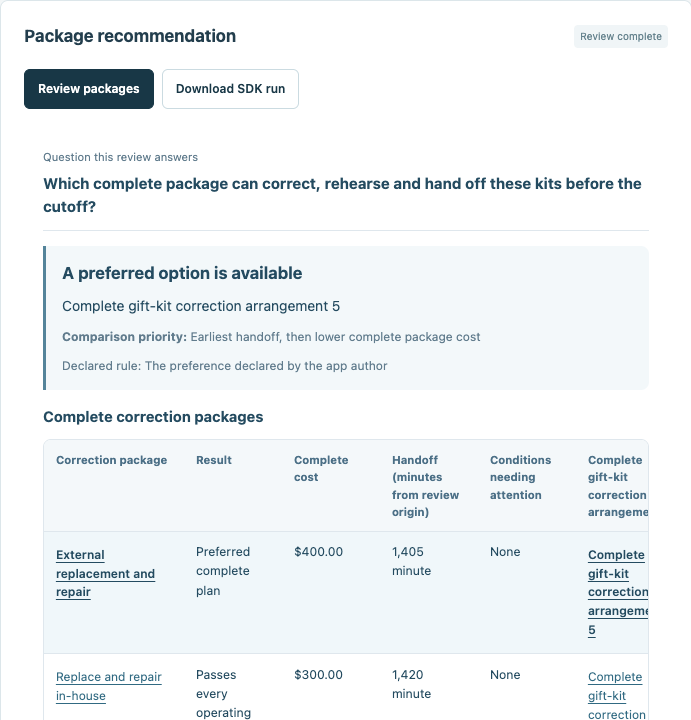 Package recommendation
Review complete
Review packages
Download SDK run
Question this review answers
Which complete package can correct, rehearse and hand off these kits before the
cutoff?
A preferred option is available
Complete gift-kit correction arrangement 5
Comparison priority: Earliest handoff, then lower complete package cost
Declared rule: The preference declared by the app author
Complete correction packages
Correction package
Result
Complete
cost
Handoff
(minutes
from review
origin)
Conditions
needing
attention
Complete
gift-kit
correction
arrangeme
External
replacement and
repair
Preferred
complete
plan
$400.00
1,405
minute
None
Complete
gift-kit
correction
arrangeme
5
Replace and repair
in-house
Passes
every
operating
$300.00
1,420
minute
None
Complete
gift-kit
correction